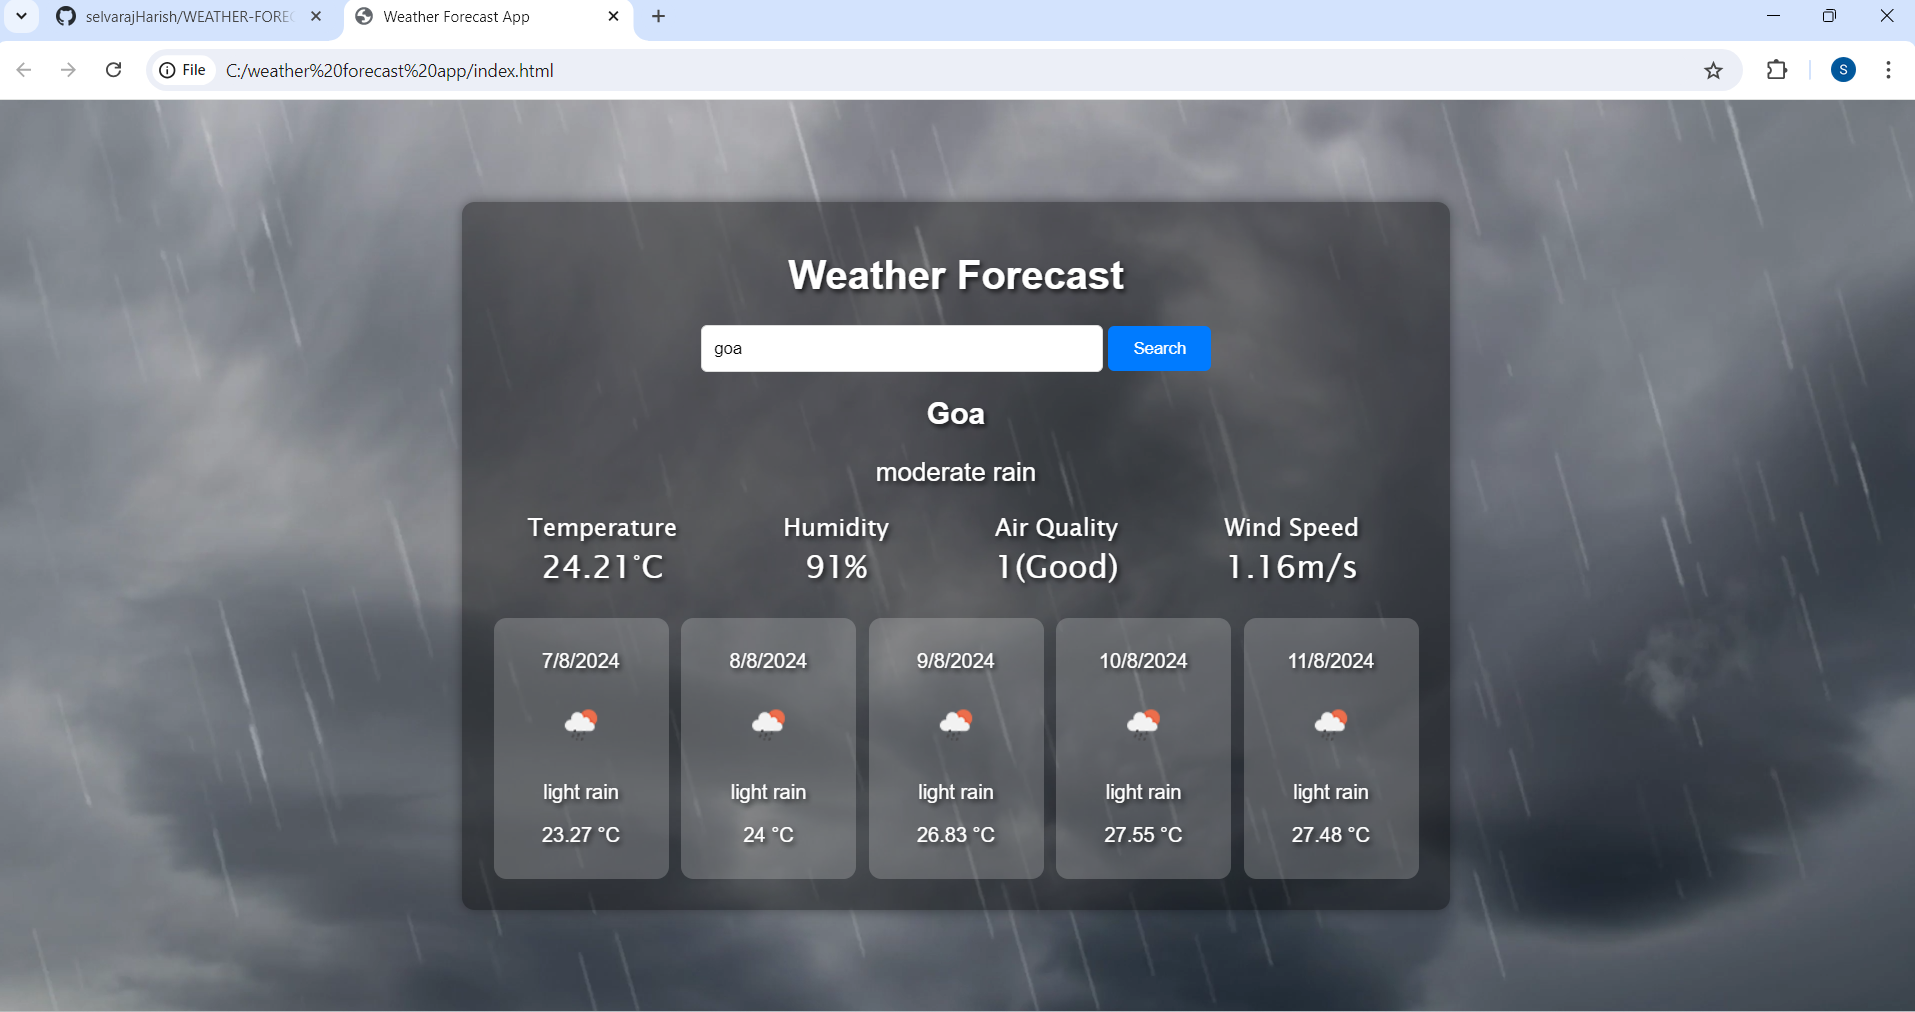 selvarajHarish/WEATHER-FOREC
Weather Forecast App
File
C:/weather%20forecast%20app/index.html
S
Weather Forecast
goa
Search
Goa
moderate rain
Temperature Humidity Air Quality Wind Speed
24.21°C 91% 1(Good) 1.16m/s
7/8/2024 8/8/2024 9/8/2024 10/8/2024 11/8/2024
light rain light rain light rain light rain light rain
23.27 °C 24 °C 26.83 °C 27.55 °C 27.48 °C